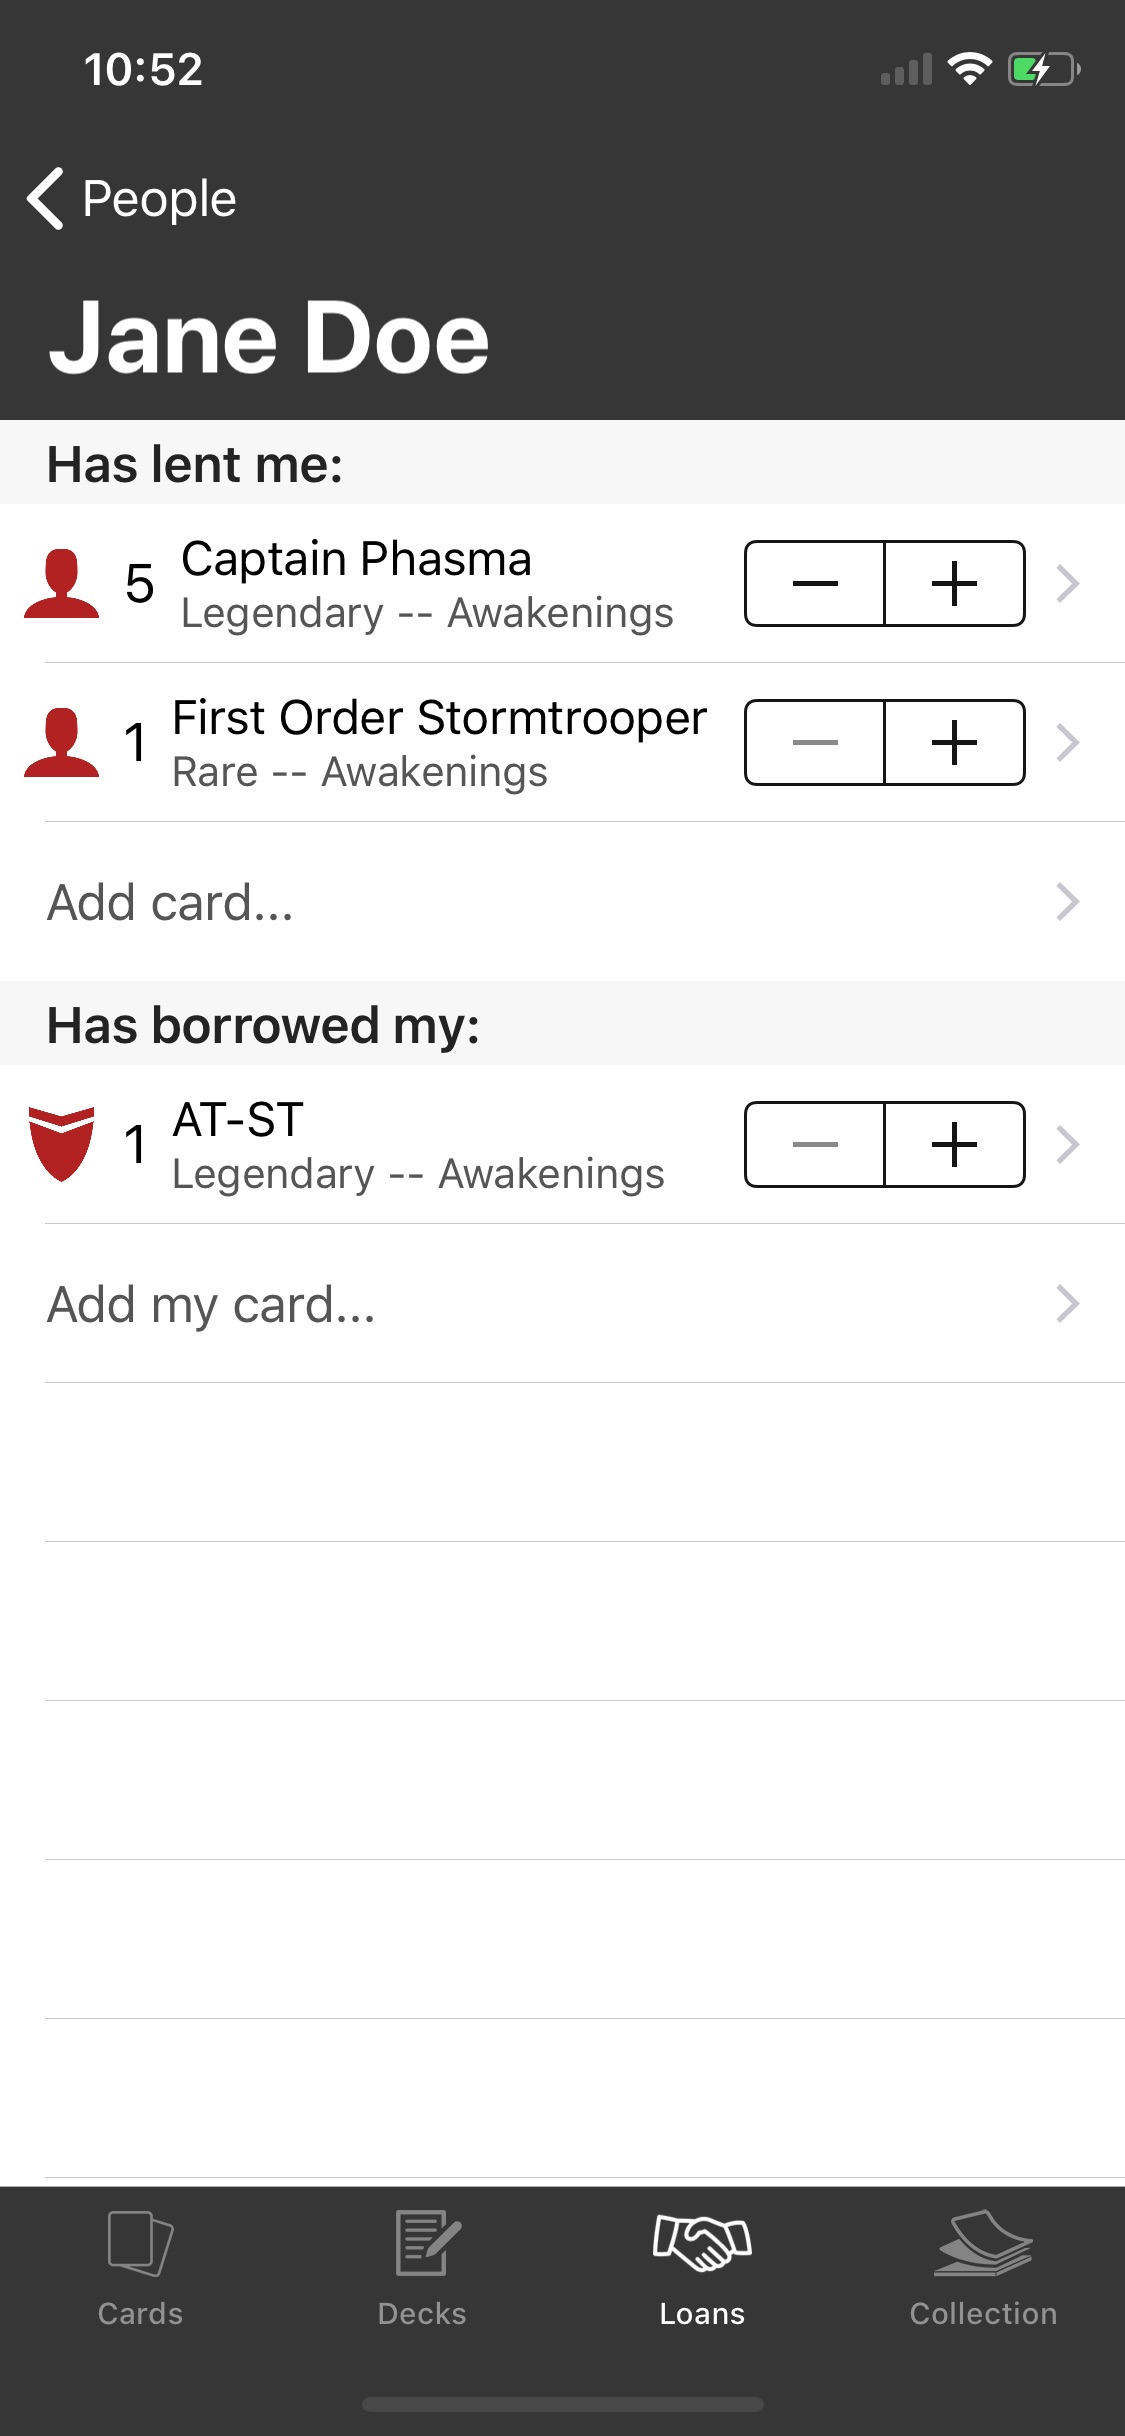 10:52
People
Jane Doe
Has lent me:
5
Captain Phasma
Legendary -- Awakenings
1
First Order Stormtrooper
Rare -- Awakenings
Add card...
Has borrowed my:
1
AT-ST
Legendary -- Awakenings
Add my card...
Cards
Decks
Loans
Collection